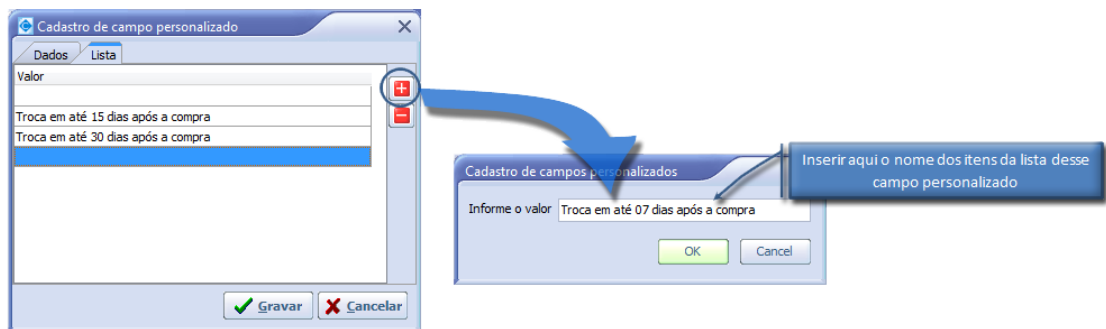 Cadastro de campo personalizado
Dados
Lista
Valor
Troca em até 15 dias após a compra
Troca em até 30 dias após a compra
Gravar
Cancelar
Cadastro de campos personalizados
Informe o valor
Troca em até 07 dias após a compra
OK
Cancel
Inserir aqui o nome dos itens da lista desse
campo personalizado